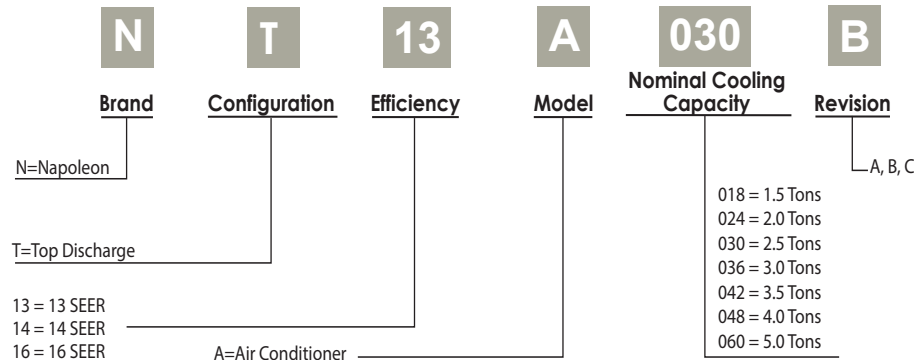 N T 13 A 030 B
Brand Configuration Efficiency Model Nominal Cooling Capacity Revision
N=Napoleon
A, B, C
T=Top Discharge
13 = 13 SEER
14 = 14 SEER
16 = 16 SEER
A=Air Conditioner
018 = 1.5 Tons
024 = 2.0 Tons
030 = 2.5 Tons
036 = 3.0 Tons
042 = 3.5 Tons
048 = 4.0 Tons
060 = 5.0 Tons